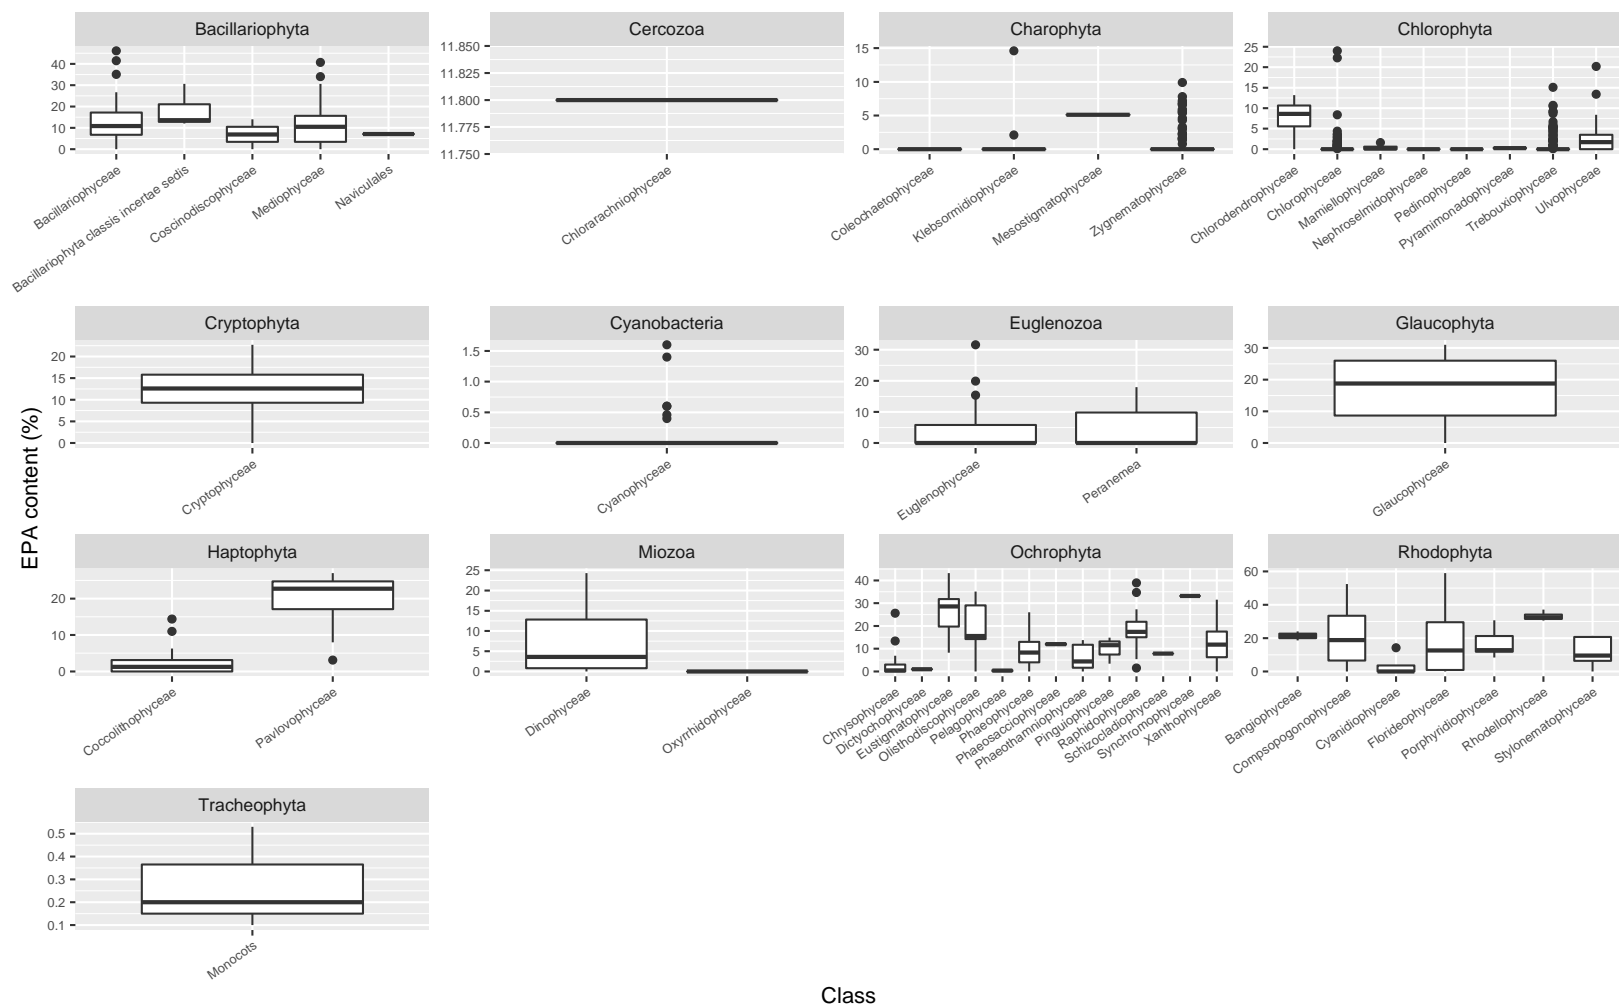 Bacillariophyta
Cercozoa
Charophyta
Chlorophyta
40
30
20
10
0
Bacillariophyceae
Bacillariophyta classis incertae sedis
Coscinodiscophyceae
Mediophyceae
Naviculales
11.850
11.825
11.800
11.775
11.750
Chlorarachniophyceae
15
10
5
0
Coleochaetophyceae
Klebsormidiophyceae
Mesostigmatophyceae
Zygnematophyceae
25
20
15
10
5
0
Chlorodendrophyceae
Chlorophyceae
Mamiellophyceae
Nephroselmidophyceae
Pedinophyceae
Pyramimonadophyceae
Trebouxiophyceae
Ulvophyceae
Cryptophyta
Cyanobacteria
Euglenozoa
Glaucophyta
20
15
10
5
0
Cryptophyceae
1.5
1.0
0.5
0.0
Cyanophyceae
30
20
10
0
Euglenophyceae
Peranemea
30
20
10
0
Glaucophyceae
EPA content (%)
Haptophyta
Miozoa
Ochrophyta
Rhodophyta
20
10
0
Coccolithophyceae
Pavlovophyceae
25
20
15
10
5
0
Dinophyceae
Oxyrrhidophyceae
40
30
20
10
0
Chrysophyceae
Dictyochophyceae
Eustigmatophyceae
Olisthodiscophyceae
Pelagophyceae
Phaeophyceae
Phaeosacciophyceae
Phaeothamniophyceae
Pinguiophyceae
Raphidophyceae
Schizocladiophyceae
Synchromophyceae
Xanthophyceae
60
40
20
0
Bangiophyceae
Compsopogonophyceae
Cyanidiophyceae
Florideophyceae
Porphyridiophyceae
Rhodellophyceae
Stylonematophyceae
Tracheophyta
0.5
0.4
0.3
0.2
0.1
Monocots
Class